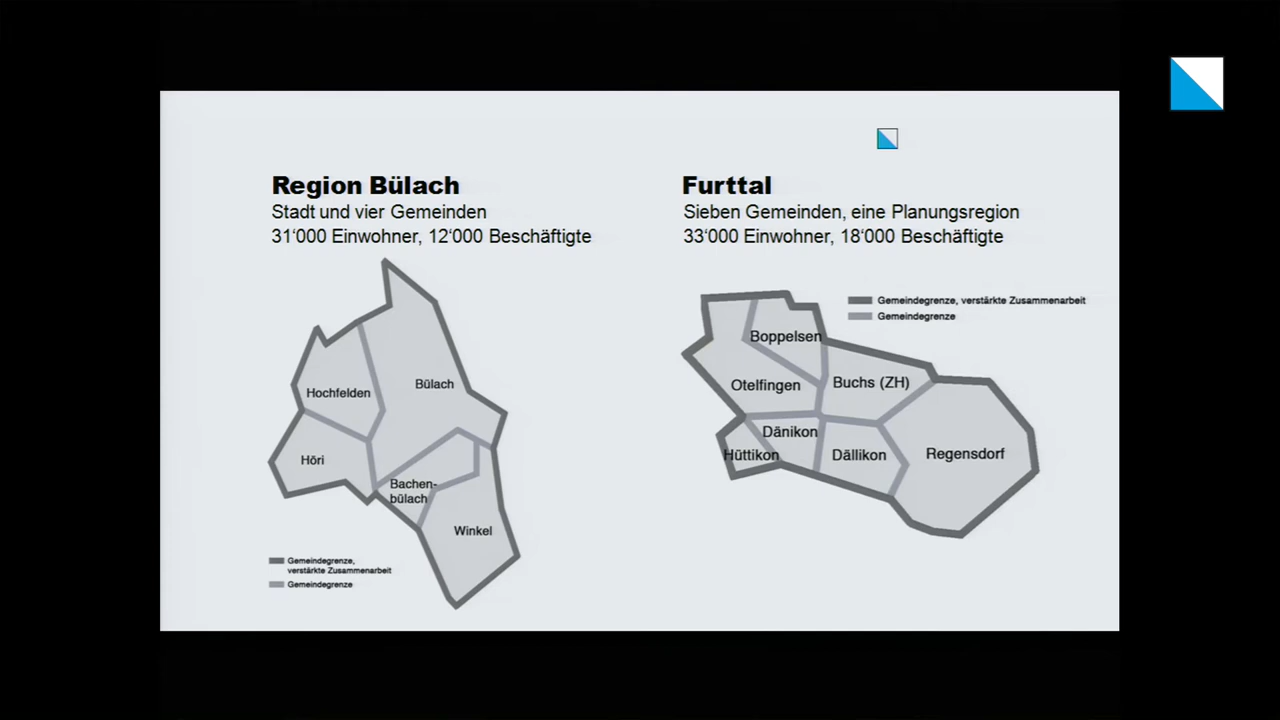 Region Bülach
Stadt und vier Gemeinden
31‘000 Einwohner, 12‘000 Beschäftigte
Hochfelden
Bülach
Höri
Bachen-
bülach
Winkel
Gemeindegrenze,
verstärkte Zusammenarbeit
Gemeindegrenze
Furttal
Sieben Gemeinden, eine Planungsregion
33‘000 Einwohner, 18‘000 Beschäftigte
Gemeindegrenze, verstärkte Zusammenarbeit
Gemeindegrenze
Boppelsen
Otelfingen
Buchs (ZH)
Dänikon
Hüttikon
Dällikon
Regensdorf